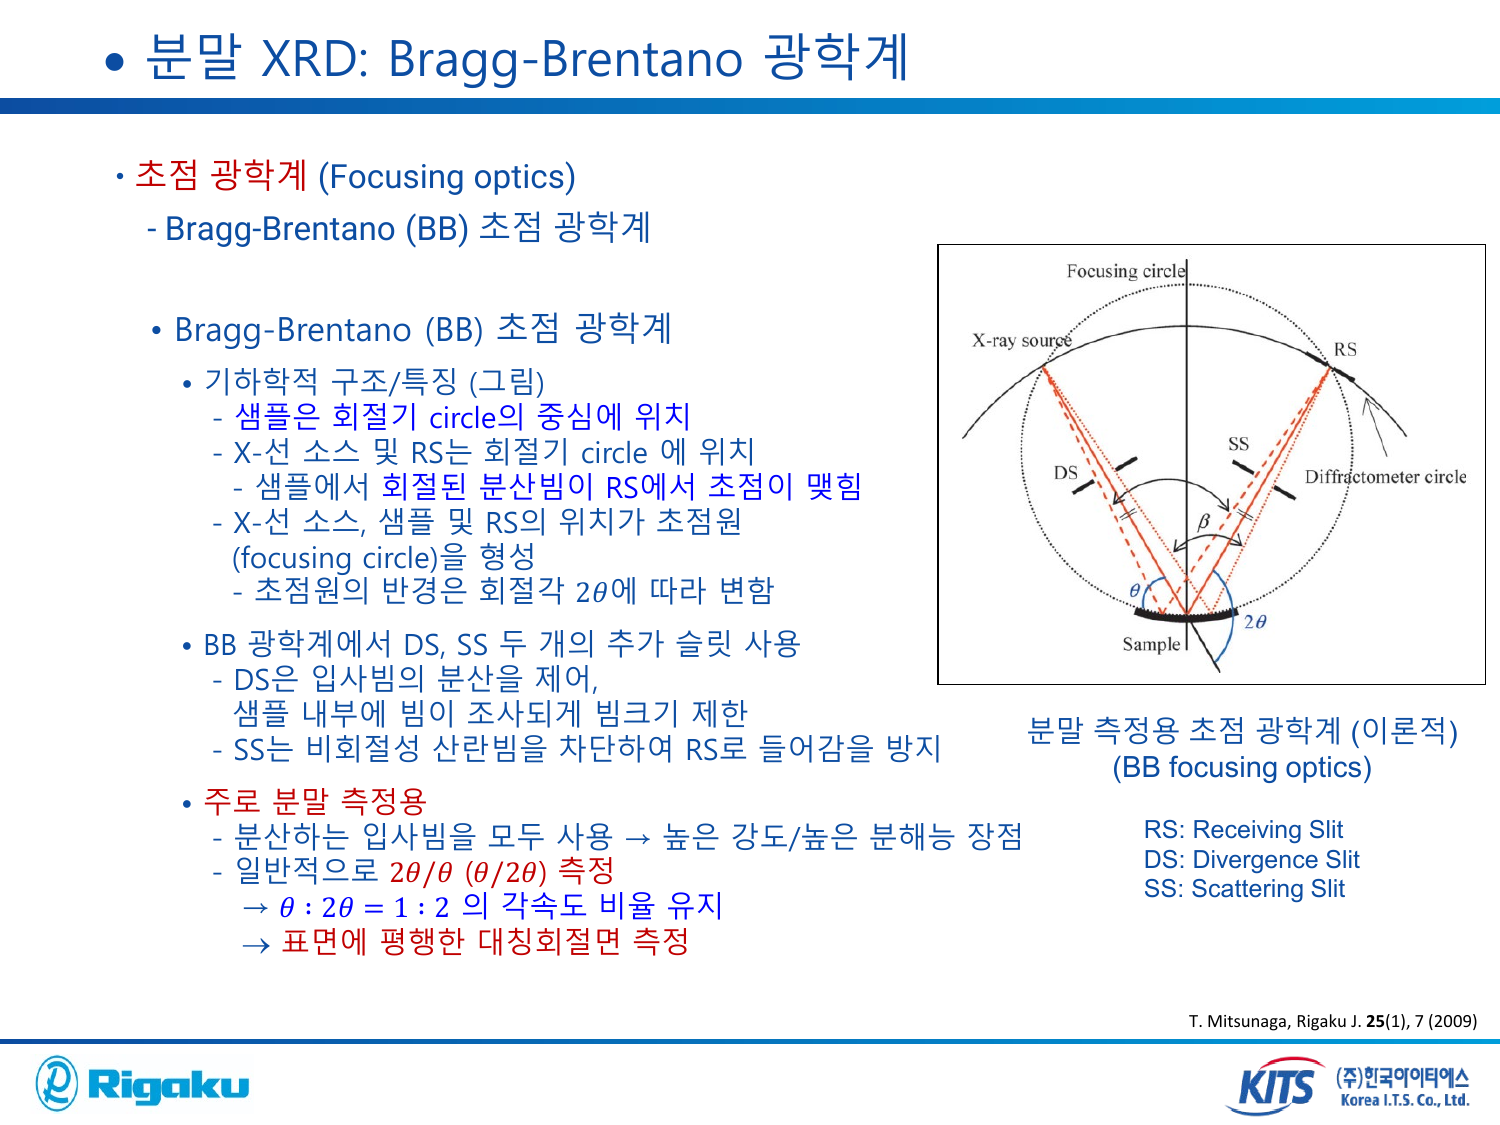 • 분말 XRD: Bragg-Brentano 광학계
• 초점 광학계 (Focusing optics)
- Bragg-Brentano (BB) 초점 광학계
• Bragg-Brentano (BB) 초점 광학계
• 기하학적 구조/특징 (그림)
- 샘플은 회절기 circle의 중심에 위치
- X-선 소스 및 RS는 회절기 circle 에 위치
- 샘플에서 회절된 분산빔이 RS에서 초점이 맺힘
- X-선 소스, 샘플 및 RS의 위치가 초점원
(focusing circle)을 형성
- 초점원의 반경은 회절각 2θ에 따라 변함
• BB 광학계에서 DS, SS 두 개의 추가 슬릿 사용
- DS은 입사빔의 분산을 제어,
샘플 내부에 빔이 조사되게 빔크기 제한
- SS는 비회절성 산란빔을 차단하여 RS로 들어감을 방지
• 주로 분말 측정용
- 분산하는 입사빔을 모두 사용 → 높은 강도/높은 분해능 장점
- 일반적으로 2θ/θ (θ/2θ) 측정
→ θ : 2θ = 1 : 2 의 각속도 비율 유지
→ 표면에 평행한 대칭회절면 측정
Focusing circle
X-ray source
RS
SS
DS
Diffractometer circle
β
θ
2θ
Sample
분말 측정용 초점 광학계 (이론적)
(BB focusing optics)
RS: Receiving Slit
DS: Divergence Slit
SS: Scattering Slit
T. Mitsunaga, Rigaku J. 25(1), 7 (2009)
Rigaku
KITS
(주)한국아이티에스
Korea I.T.S. Co., Ltd.